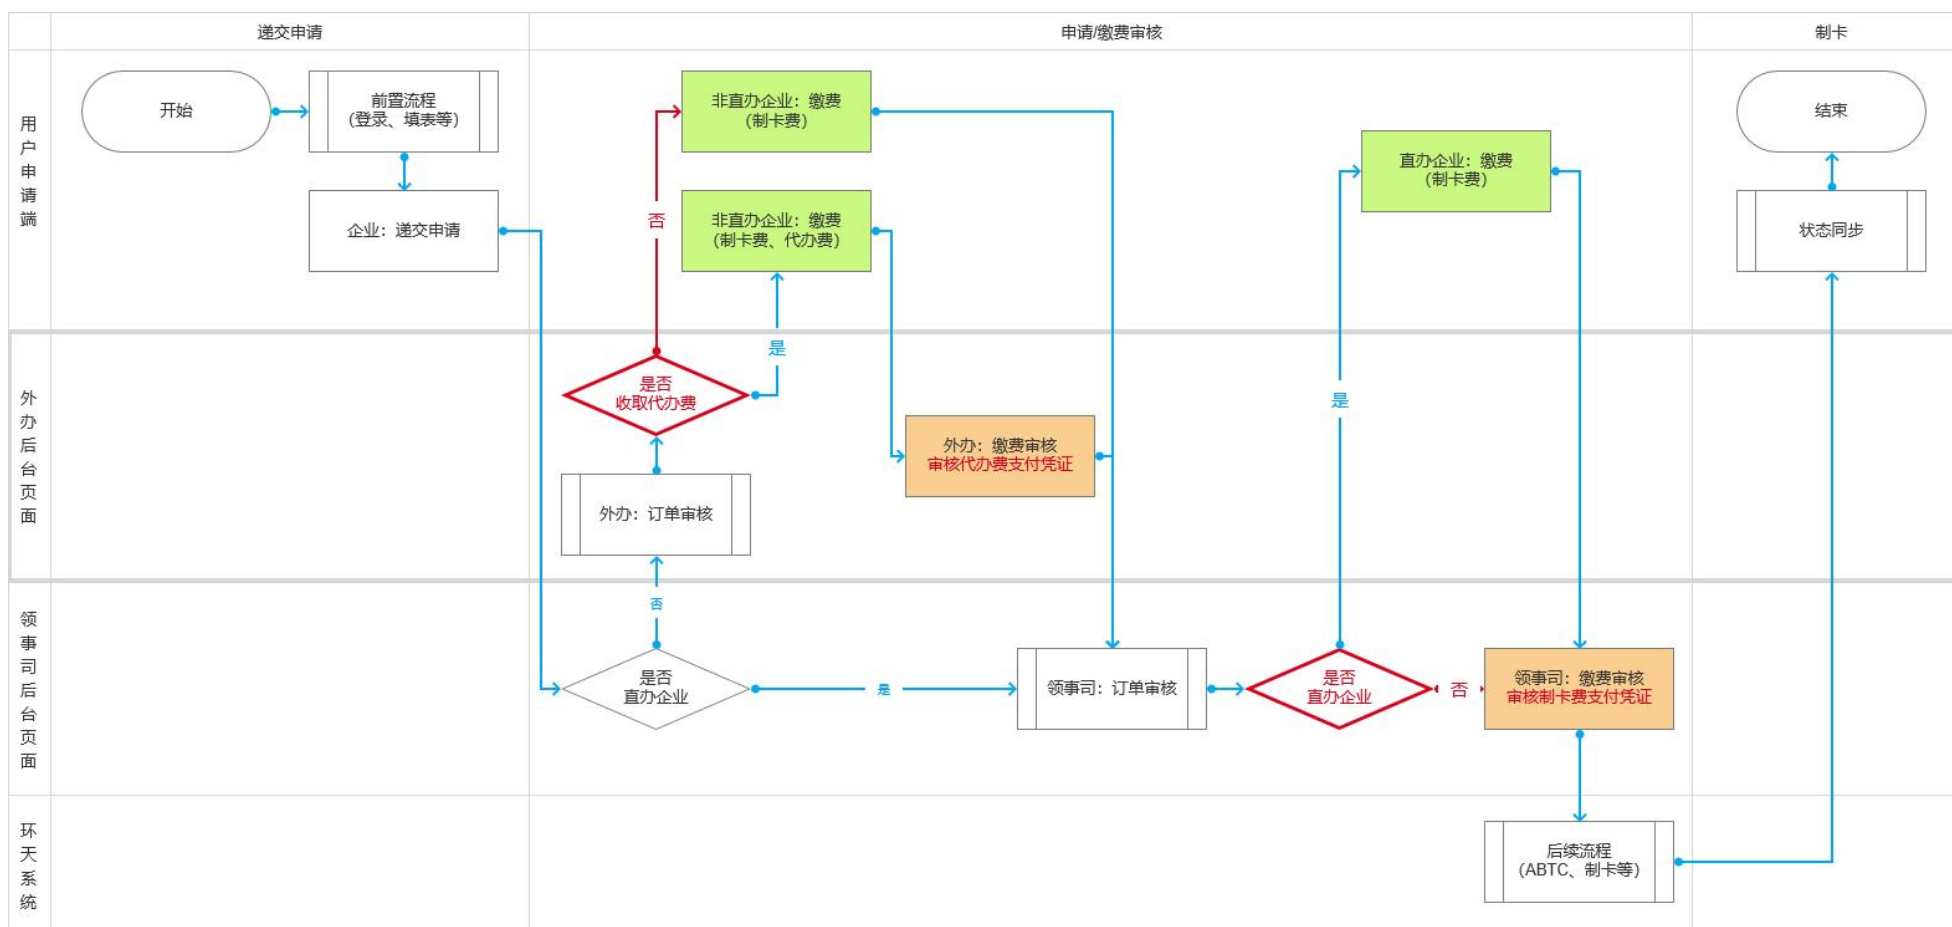 递交申请
申请/缴费审核
制卡
用户申请端
开始
前置流程
(登录、填表等)
企业：递交申请
非直办企业：缴费
(制卡费)
否
非直办企业：缴费
(制卡费、代办费)
直办企业：缴费
(制卡费)
结束
状态同步
外办后台页面
是否
收取代办费
是
是
外办：缴费审核
审核代办费支付凭证
外办：订单审核
领事司后台页面
否
是否
直办企业
是
领事司：订单审核
是否
直办企业
否
领事司：缴费审核
审核制卡费支付凭证
环天系统
后续流程
(ABTC、制卡等)